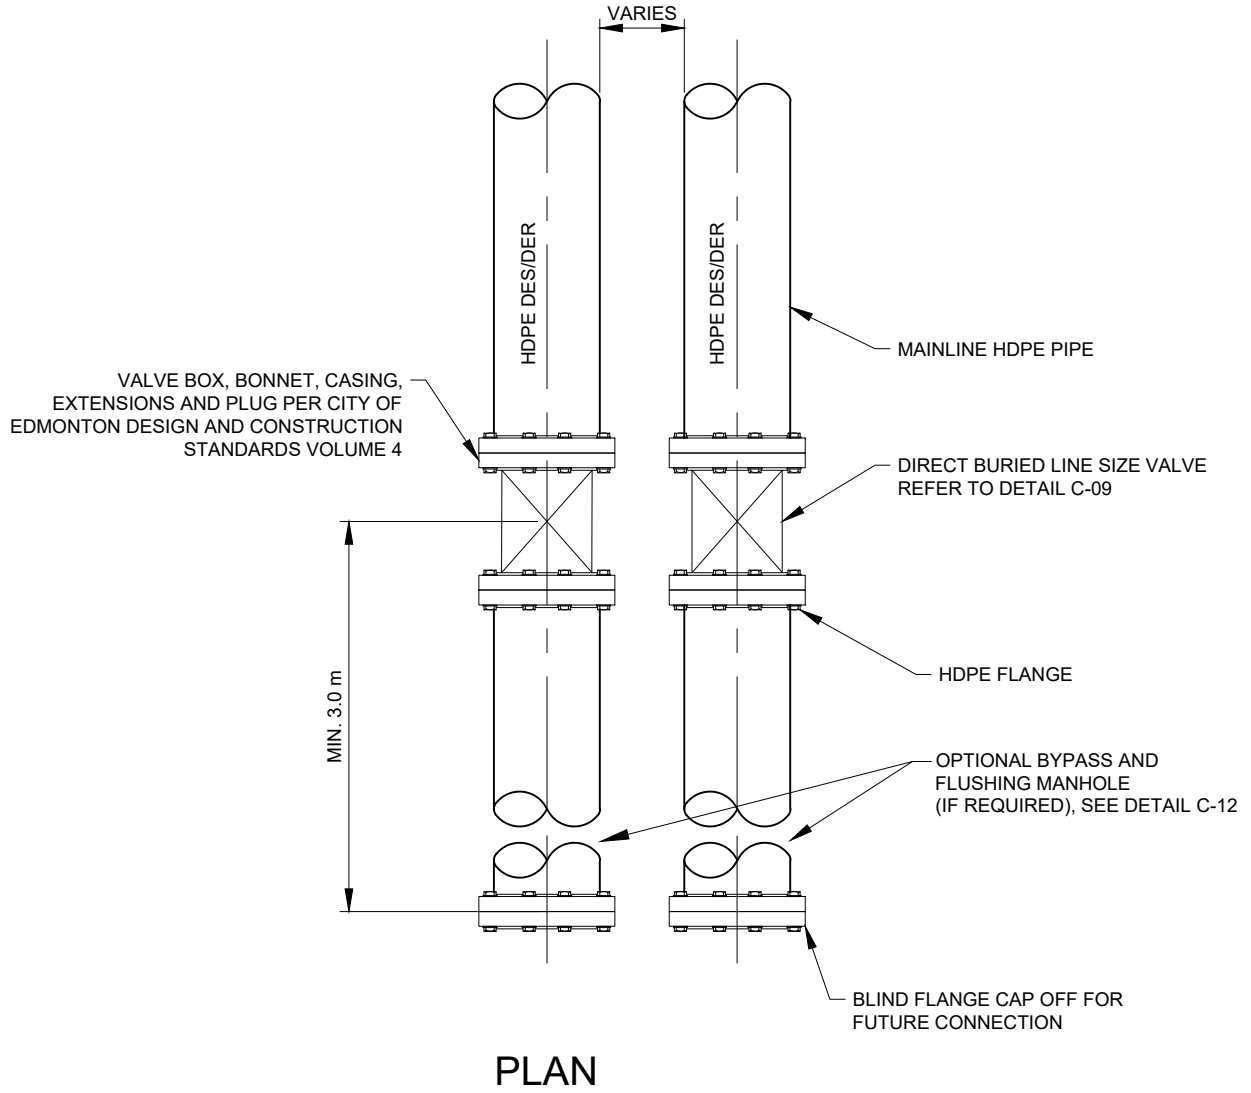 VARIES
HDPE DES/DER
HDPE DES/DER
MAINLINE HDPE PIPE
VALVE BOX, BONNET, CASING,
EXTENSIONS AND PLUG PER CITY OF
EDMONTON DESIGN AND CONSTRUCTION
STANDARDS VOLUME 4
DIRECT BURIED LINE SIZE VALVE
REFER TO DETAIL C-09
MIN. 3.0 m
HDPE FLANGE
OPTIONAL BYPASS AND
FLUSHING MANHOLE
(IF REQUIRED), SEE DETAIL C-12
BLIND FLANGE CAP OFF FOR
FUTURE CONNECTION
PLAN